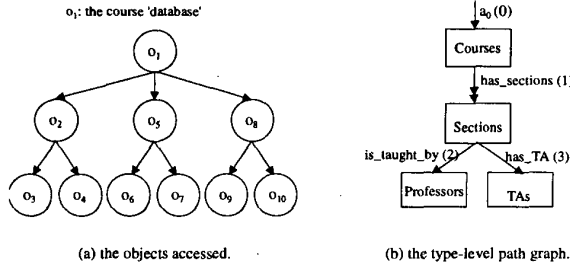 o₁: the course 'database'
o₁
o₂
o₅
o₈
o₃
o₄
o₆
o₇
o₉
o₁₀
(a) the objects accessed.
a₀ (0)
Courses
has_sections (1)
Sections
is_taught_by (2)
has_TA (3)
Professors
TAs
(b) the type-level path graph.